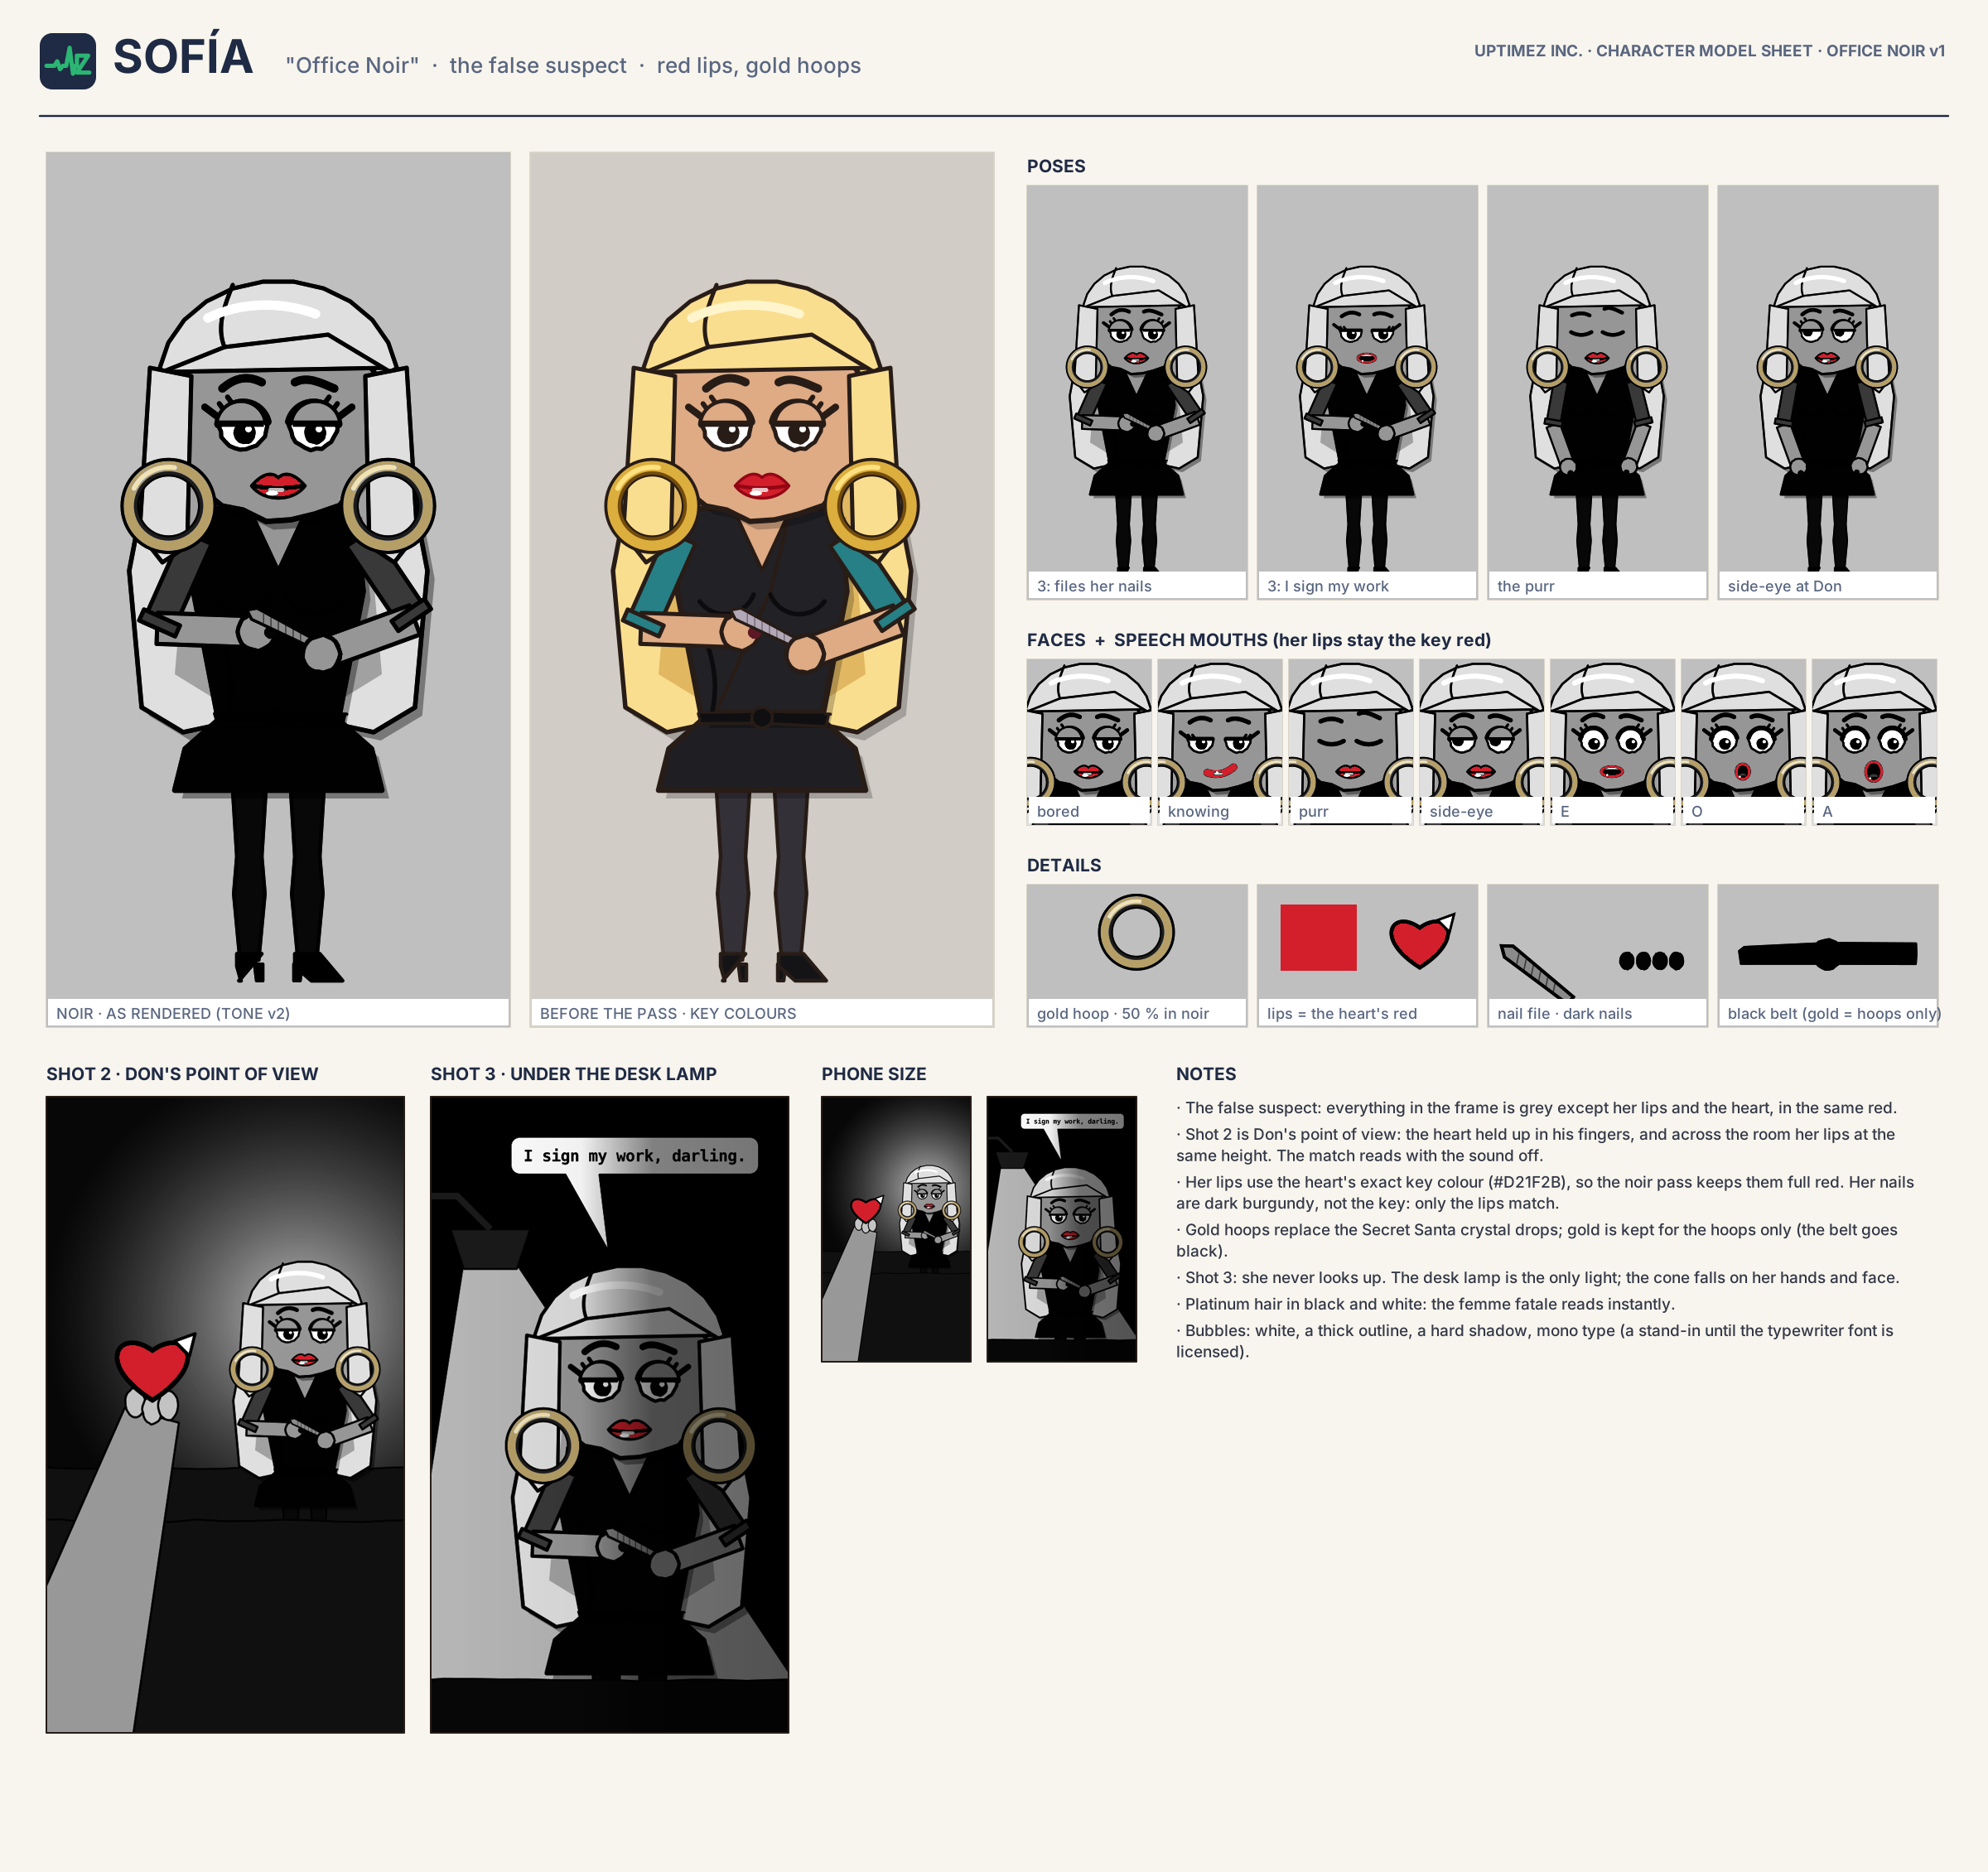 SOFÍA
"Office Noir" · the false suspect · red lips, gold hoops
UPTIMEZ INC. · CHARACTER MODEL SHEET · OFFICE NOIR v1
NOIR · AS RENDERED (TONE v2)
BEFORE THE PASS · KEY COLOURS
POSES
3: files her nails
3: I sign my work
the purr
side-eye at Don
FACES + SPEECH MOUTHS (her lips stay the key red)
bored
knowing
purr
side-eye
E
O
A
DETAILS
gold hoop · 50 % in noir
lips = the heart's red
nail file · dark nails
black belt (gold = hoops only)
SHOT 2 · DON'S POINT OF VIEW
SHOT 3 · UNDER THE DESK LAMP
I sign my work, darling.
PHONE SIZE
I sign my work, darling.
NOTES
· The false suspect: everything in the frame is grey except her lips and the heart, in the same red.
· Shot 2 is Don's point of view: the heart held up in his fingers, and across the room her lips at the
same height. The match reads with the sound off.
· Her lips use the heart's exact key colour (#D21F2B), so the noir pass keeps them full red. Her nails
are dark burgundy, not the key: only the lips match.
· Gold hoops replace the Secret Santa crystal drops; gold is kept for the hoops only (the belt goes
black).
· Shot 3: she never looks up. The desk lamp is the only light; the cone falls on her hands and face.
· Platinum hair in black and white: the femme fatale reads instantly.
· Bubbles: white, a thick outline, a hard shadow, mono type (a stand-in until the typewriter font is
licensed).